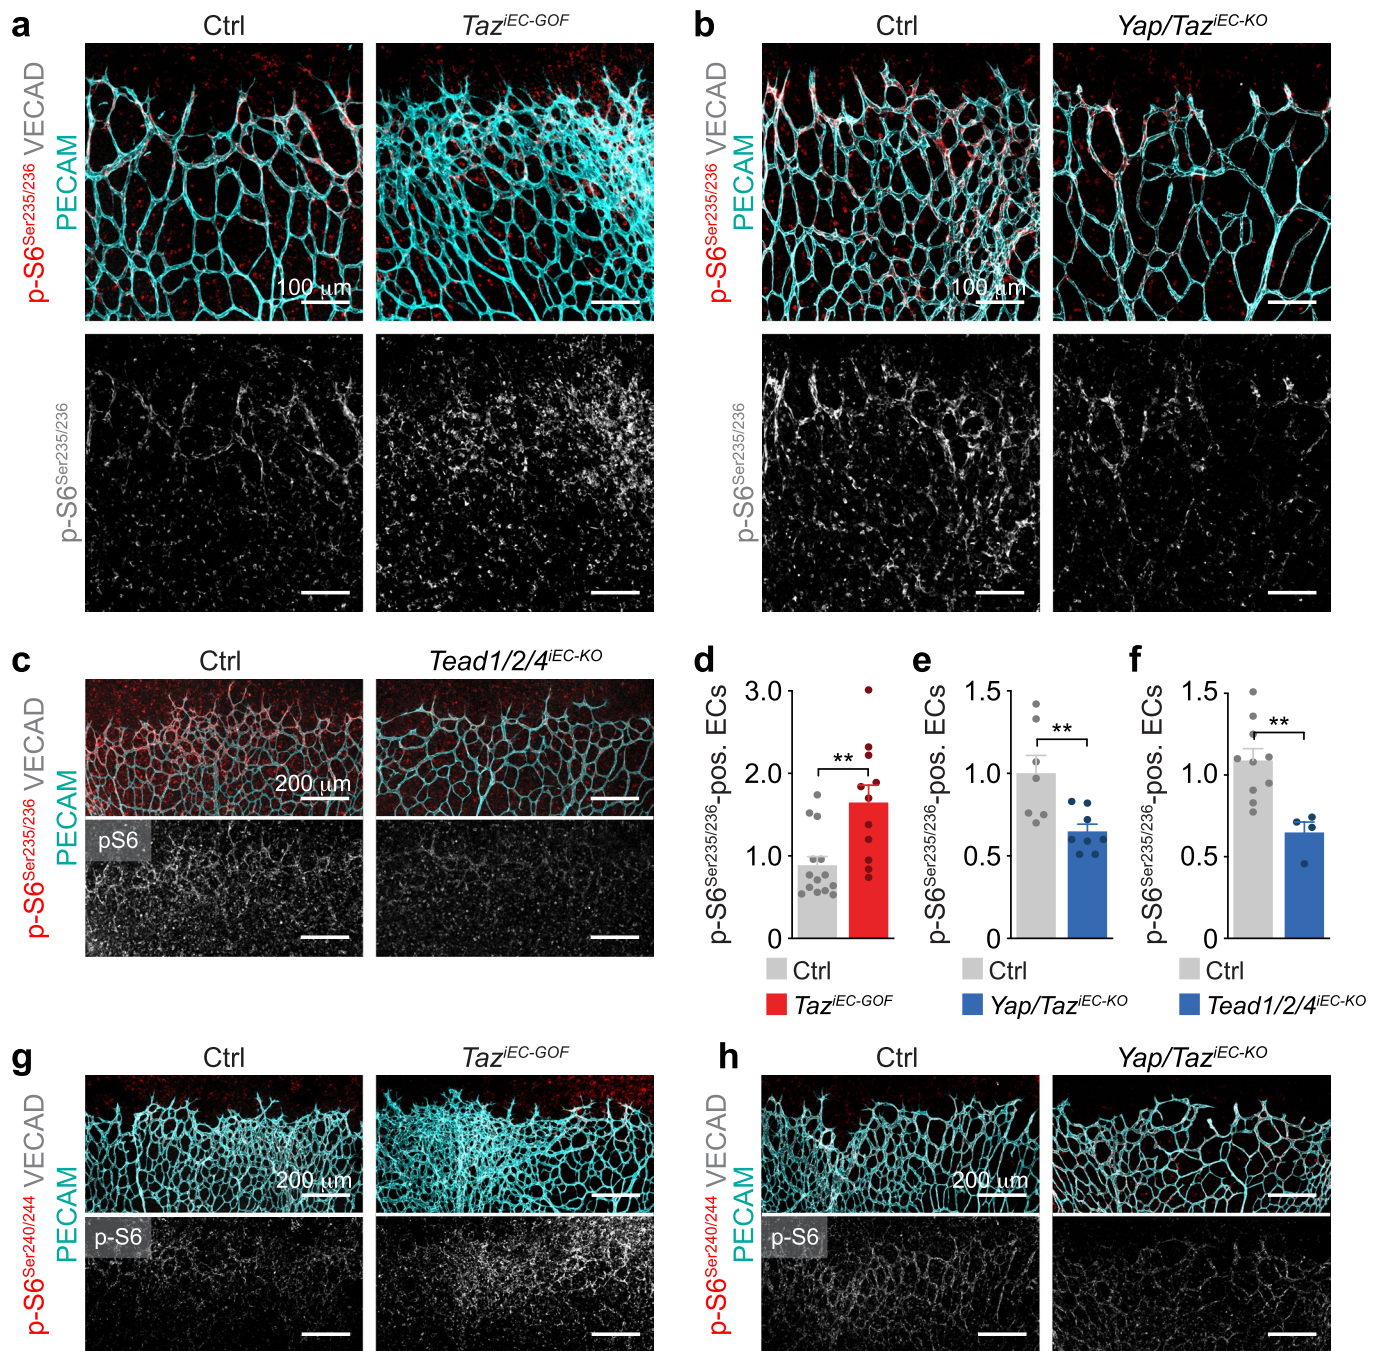 a
Ctrl
Taz^iEC-GOF
p-S6^Ser235/236 VECAD
PECAM
100 µm
p-S6^Ser235/236
b
Ctrl
Yap/Taz^iEC-KO
p-S6^Ser235/236 VECAD
PECAM
100 µm
p-S6^Ser235/236
c
Ctrl
Tead1/2/4^iEC-KO
p-S6^Ser235/236 VECAD
PECAM
200 µm
pS6
d
p-S6^Ser235/236-pos. ECs
3.0
2.0
1.0
0
**
Ctrl
Taz^iEC-GOF
e
p-S6^Ser235/236-pos. ECs
1.5
1.0
0.5
0
**
Ctrl
Yap/Taz^iEC-KO
f
p-S6^Ser235/236-pos. ECs
1.5
1.0
0.5
0
**
Ctrl
Tead1/2/4^iEC-KO
g
Ctrl
Taz^iEC-GOF
p-S6^Ser240/244 VECAD
PECAM
209 µm
p-S6
h
Ctrl
Yap/Taz^iEC-KO
p-S6^Ser240/244 VECAD
PECAM
200 µm
p-S6